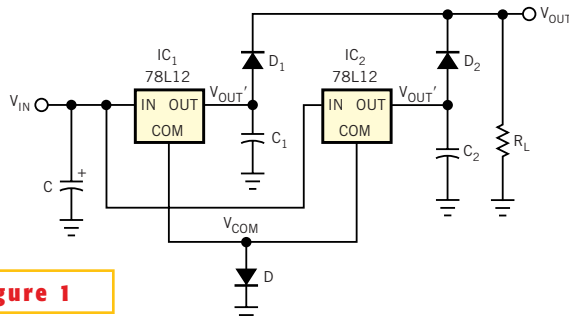 VOUT
IC1
78L12
D1
IC2
78L12
D2
VIN
IN OUT
COM
VOUT'
IN OUT
COM
VOUT'
C1
C2
RL
C
+
VCOM
D
gure 1